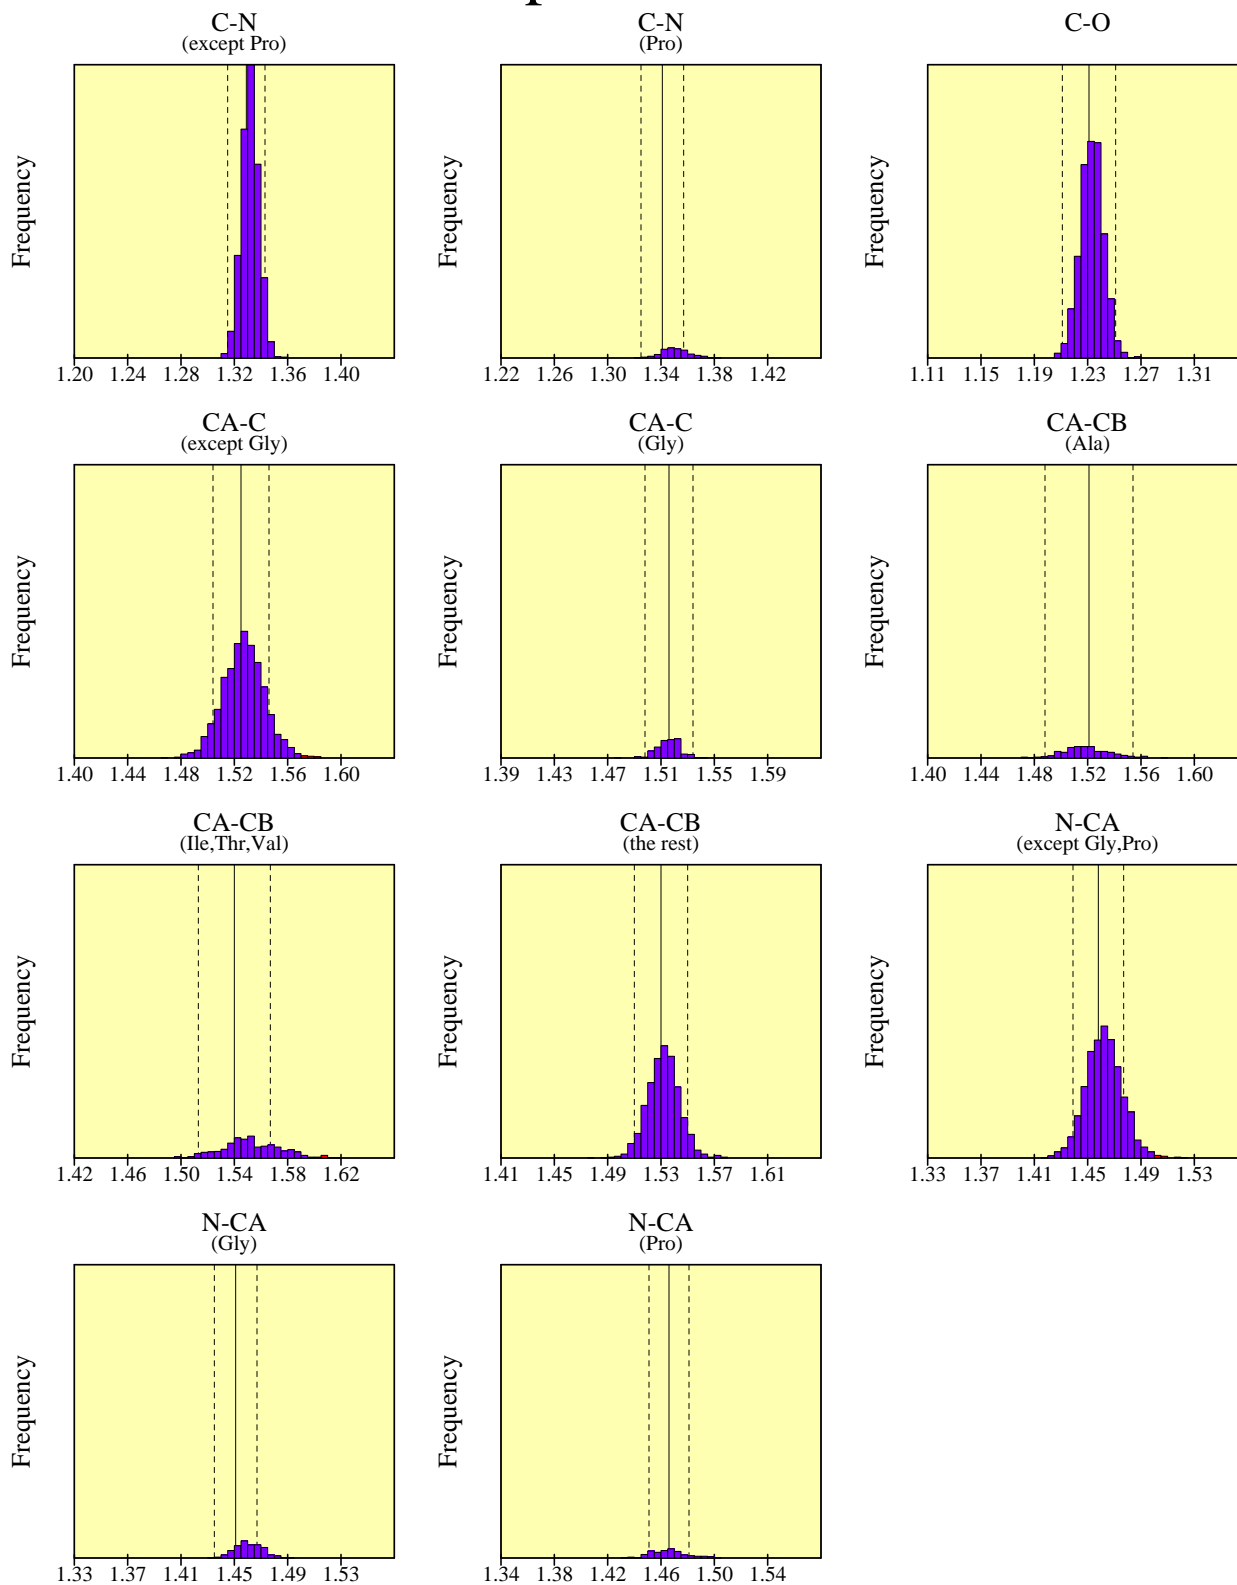 C-N C-N C-O
(except Pro) (Pro)
Frequency Frequency Frequency
1.20 1.24 1.28 1.32 1.36 1.40 1.22 1.26 1.30 1.34 1.38 1.42 1.11 1.15 1.19 1.23 1.27 1.31
CA-C CA-C CA-CB
(except Gly) (Gly) (Ala)
Frequency Frequency Frequency
1.40 1.44 1.48 1.52 1.56 1.60 1.39 1.43 1.47 1.51 1.55 1.59 1.40 1.44 1.48 1.52 1.56 1.60
CA-CB CA-CB N-CA
(Ile,Thr,Val) (the rest) (except Gly,Pro)
Frequency Frequency Frequency
1.42 1.46 1.50 1.54 1.58 1.62 1.41 1.45 1.49 1.53 1.57 1.61 1.33 1.37 1.41 1.45 1.49 1.53
N-CA N-CA
(Gly) (Pro)
Frequency Frequency
1.33 1.37 1.41 1.45 1.49 1.53 1.34 1.38 1.42 1.46 1.50 1.54